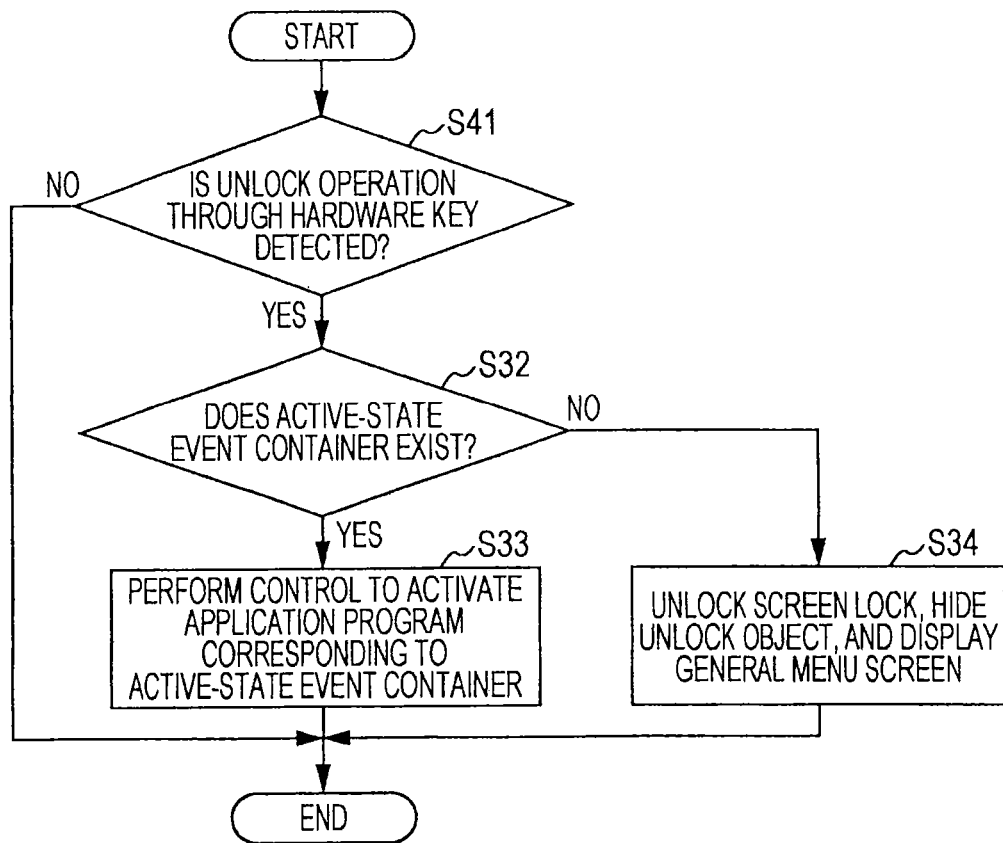 START
S41
NO
IS UNLOCK OPERATION
THROUGH HARDWARE KEY
DETECTED?
YES
S32
NO
DOES ACTIVE-STATE
EVENT CONTAINER EXIST?
YES
S33
PERFORM CONTROL TO ACTIVATE
APPLICATION PROGRAM
CORRESPONDING TO
ACTIVE-STATE EVENT CONTAINER
S34
UNLOCK SCREEN LOCK, HIDE
UNLOCK OBJECT, AND DISPLAY
GENERAL MENU SCREEN
END